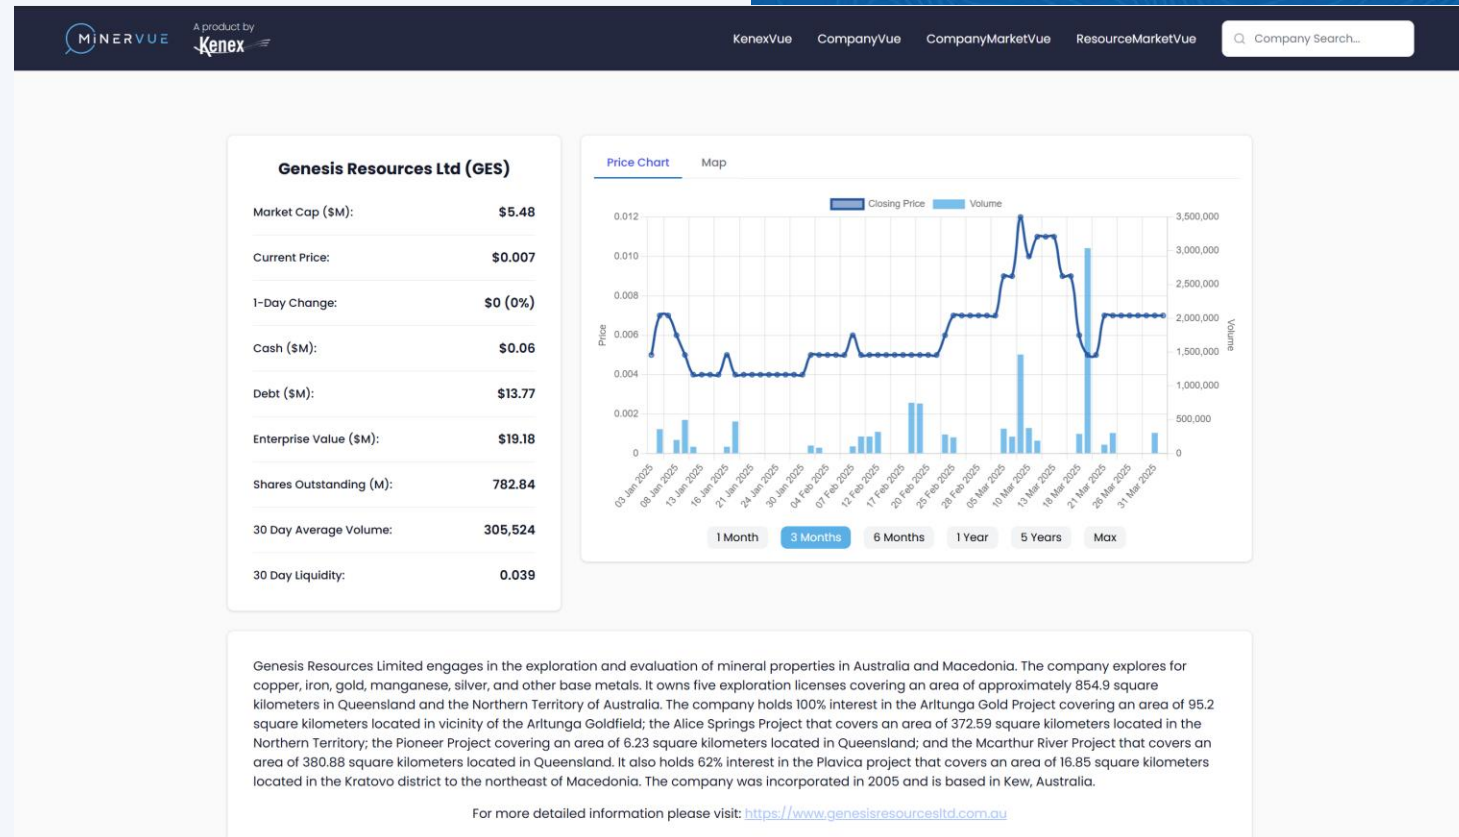 MiNERVUE
A product by
Kenex
KenexVue CompanyVue CompanyMarketVue ResourceMarketVue Company Search...
Genesis Resources Ltd (GES)
Market Cap ($M): $5.48
Current Price: $0.007
1-Day Change: $0 (0%)
Cash ($M): $0.06
Debt ($M): $13.77
Enterprise Value ($M): $19.18
Shares Outstanding (M): 782.84
30 Day Average Volume: 305,524
30 Day Liquidity: 0.039
Price Chart Map
Closing Price Volume
0.012 3,500,000
0.010 3,000,000
0.008 2,500,000
0.006 2,000,000
0.004 1,500,000
0.002 1,000,000
0 500,000
0
Price
Volume
03 Jan 2025 08 Jan 2025 13 Jan 2025 16 Jan 2025 21 Jan 2025 24 Jan 2025 30 Jan 2025 04 Feb 2025 07 Feb 2025 12 Feb 2025 17 Feb 2025 20 Feb 2025 25 Feb 2025 28 Feb 2025 05 Mar 2025 10 Mar 2025 13 Mar 2025 18 Mar 2025 21 Mar 2025 26 Mar 2025 31 Mar 2025
1 Month 3 Months 6 Months 1 Year 5 Years Max
Genesis Resources Limited engages in the exploration and evaluation of mineral properties in Australia and Macedonia. The company explores for
copper, iron, gold, manganese, silver, and other base metals. It owns five exploration licenses covering an area of approximately 854.9 square
kilometers in Queensland and the Northern Territory of Australia. The company holds 100% interest in the Arltunga Gold Project covering an area of 95.2
square kilometers located in vicinity of the Arltunga Goldfield; the Alice Springs Project that covers an area of 372.59 square kilometers located in the
Northern Territory; the Pioneer Project covering an area of 6.23 square kilometers located in Queensland; and the Mcarthur River Project that covers an
area of 380.88 square kilometers located in Queensland. It also holds 62% interest in the Plavica project that covers an area of 16.85 square kilometers
located in the Kratovo district to the northeast of Macedonia. The company was incorporated in 2005 and is based in Kew, Australia.
For more detailed information please visit: https://www.genesisresourcesltd.com.au